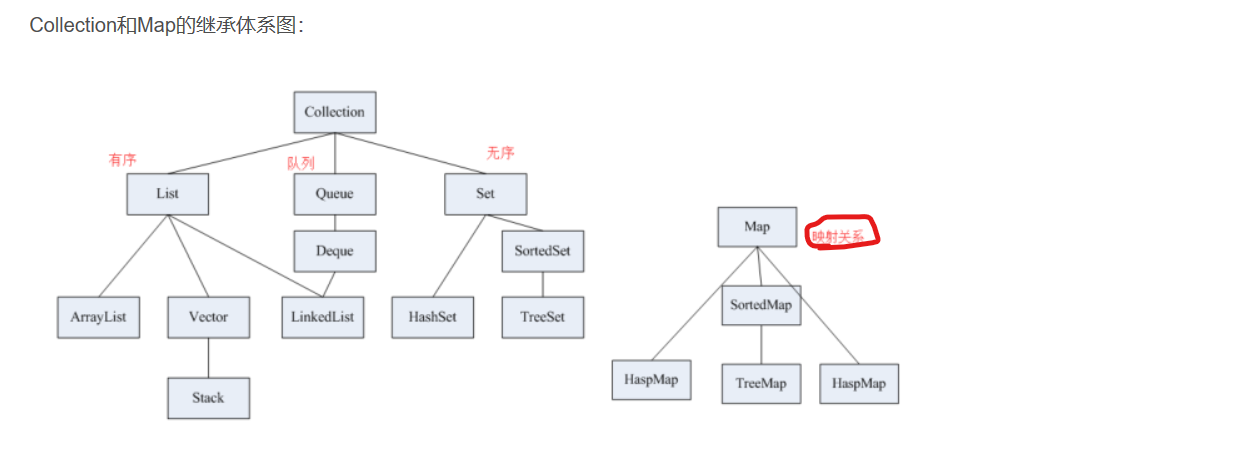 Collection和Map的继承体系图：
Collection
有序
队列
无序
List
Queue
Set
Map
映射关系
Deque
SortedSet
SortedMap
ArrayList
Vector
LinkedList
HashSet
TreeSet
HaspMap
TreeMap
HaspMap
Stack